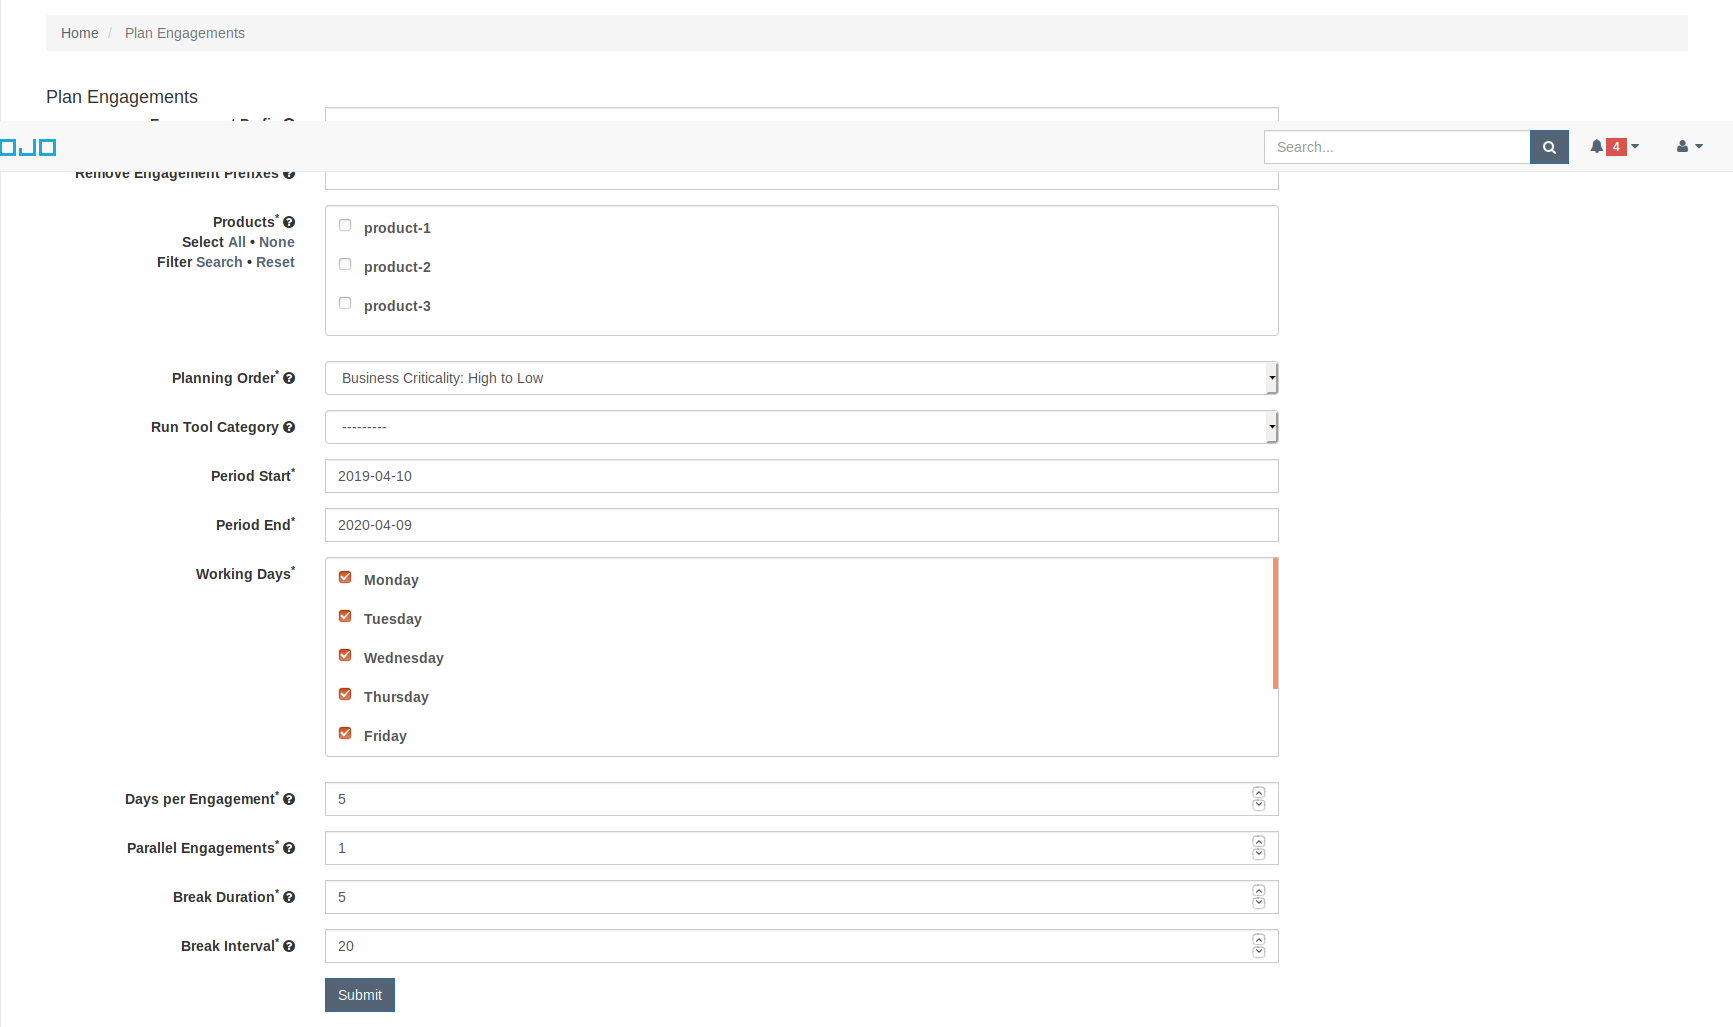 Home / Plan Engagements
Plan Engagements
Search...
4
Remove Engagement Prefixes
Products*
Select All • None
Filter Search • Reset
product-1
product-2
product-3
Planning Order*
Business Criticality: High to Low
Run Tool Category
---------
Period Start*
2019-04-10
Period End*
2020-04-09
Working Days*
Monday
Tuesday
Wednesday
Thursday
Friday
Days per Engagement*
5
Parallel Engagements*
1
Break Duration*
5
Break Interval*
20
Submit